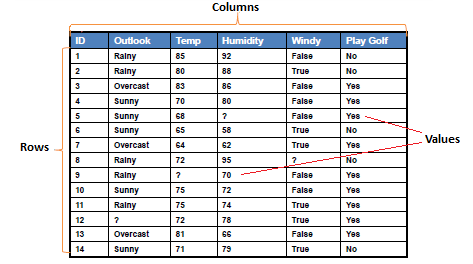 Columns
ID Outlook Temp Humidity Windy Play Golf
1 Rainy 85 92 False No
2 Rainy 80 88 True No
3 Overcast 83 86 False Yes
4 Sunny 70 80 False Yes
5 Sunny 68 ? False Yes
6 Sunny 65 58 True No
7 Overcast 64 62 True Yes
8 Rainy 72 95 ? No
9 Rainy ? 70 False Yes
10 Sunny 75 72 False Yes
11 Rainy 75 74 True Yes
12 ? 72 78 True Yes
13 Overcast 81 66 False Yes
14 Sunny 71 79 True No
Rows
Values